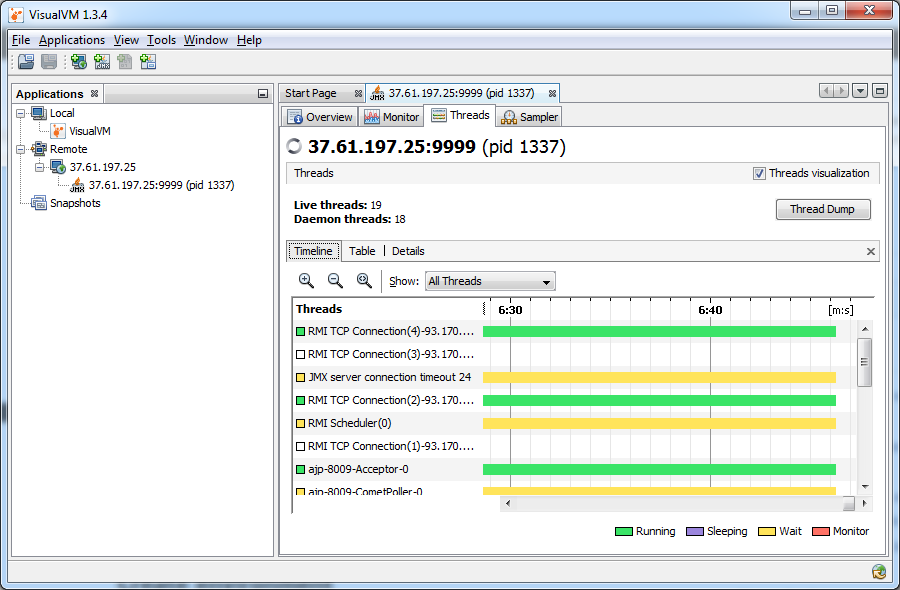 VisualVM 1.3.4
File Applications View Tools Window Help
Applications
Local
VisualVM
Remote
37.61.197.25
37.61.197.25:9999 (pid 1337)
Snapshots
Start Page
37.61.197.25:9999 (pid 1337)
Overview Monitor Threads Sampler
37.61.197.25:9999 (pid 1337)
Threads
Threads visualization
Live threads: 19
Daemon threads: 18
Thread Dump
Timeline Table Details
Show: All Threads
Threads 6:30 6:40 [m:s]
RMI TCP Connection(4)-93.170....
RMI TCP Connection(3)-93.170....
JMX server connection timeout 24
RMI TCP Connection(2)-93.170....
RMI Scheduler(0)
RMI TCP Connection(1)-93.170....
ajp-8009-Acceptor-0
ajp-8009-CometPoller-0
Running Sleeping Wait Monitor